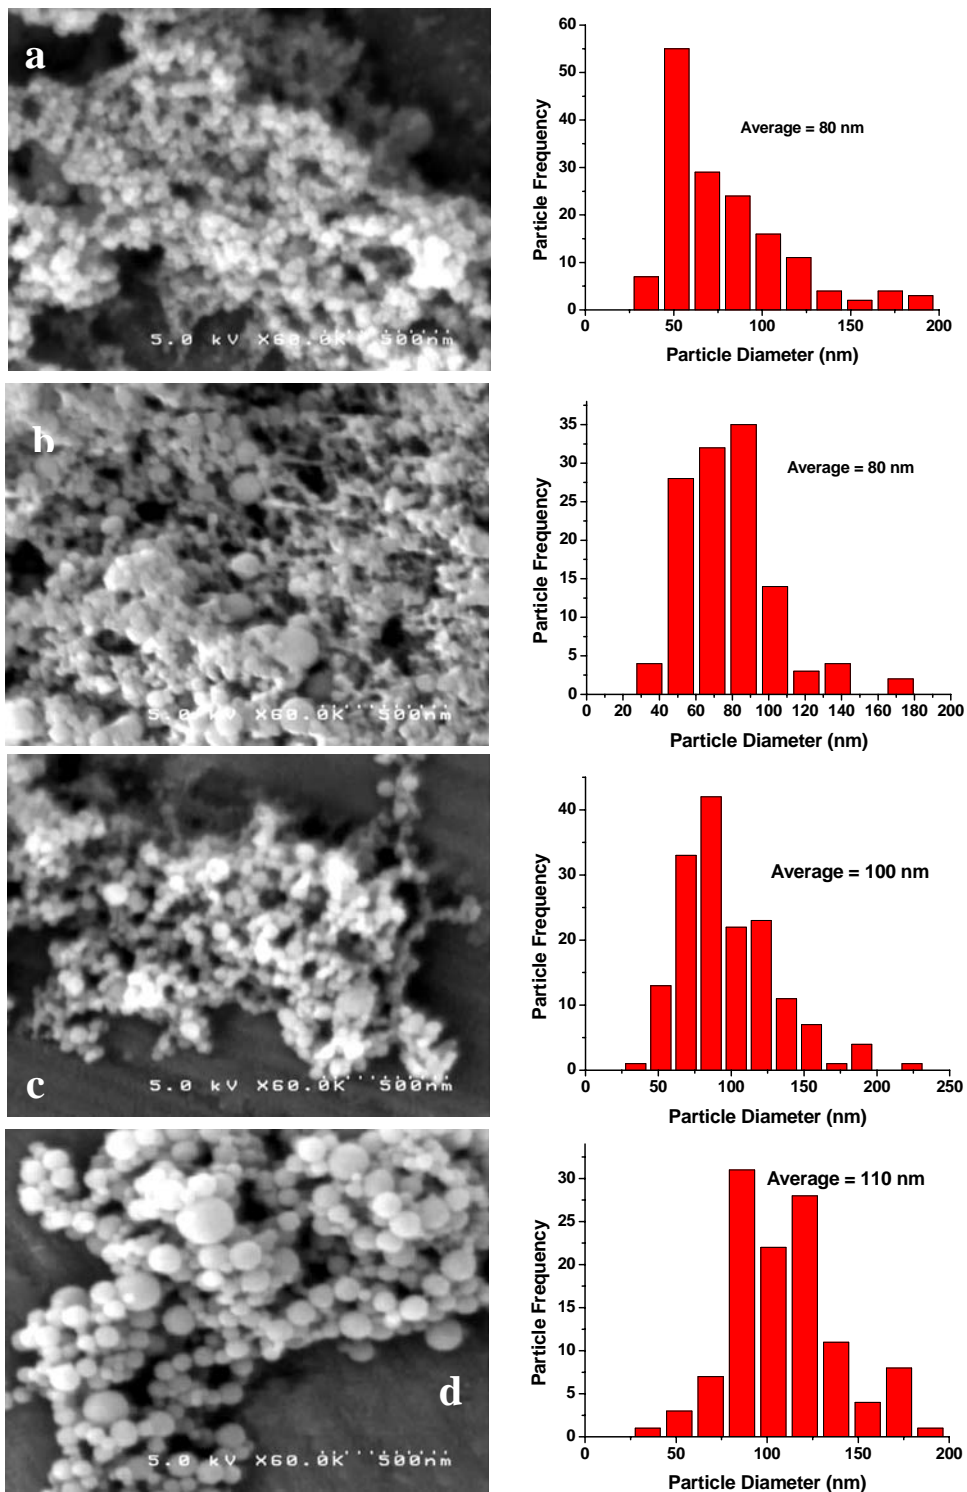 a
5.0 kV X60.0K 500nm
60
50
40
30
20
10
0
Particle Frequency
Average = 80 nm
0 50 100 150 200
Particle Diameter (nm)
b
5.0 kV X60.0K 500nm
35
30
25
20
15
10
5
0
Particle Frequency
Average = 80 nm
0 20 40 60 80 100 120 140 160 180 200
Particle Diameter (nm)
c
5.0 kV X60.0K 500nm
40
30
20
10
0
Particle Frequency
Average = 100 nm
0 50 100 150 200 250
Particle Diameter (nm)
d
5.0 kV X60.0K 500nm
30
25
20
15
10
5
0
Particle Frequency
Average = 110 nm
0 50 100 150 200
Particle Diameter (nm)